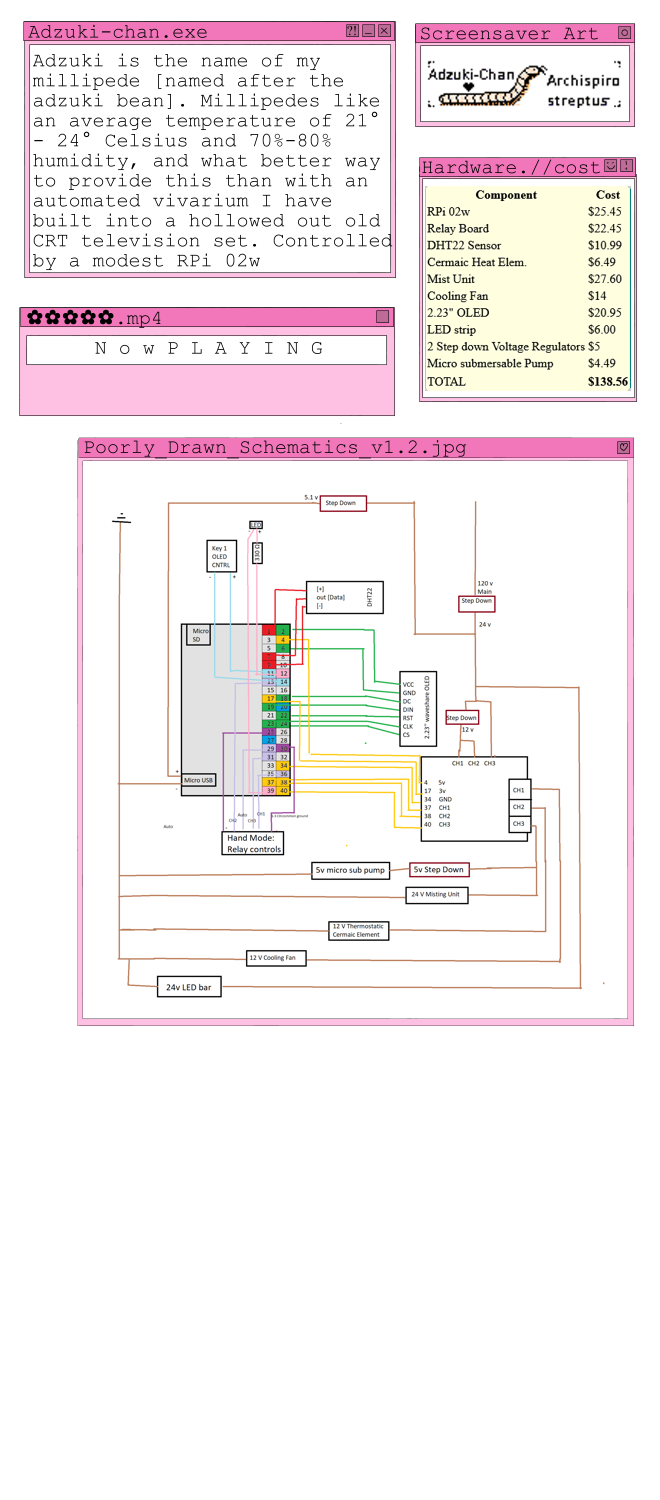 Adzuki-chan.exe
?! _ ×
Adzuki is the name of my
millipede [named after the
adzuki bean]. Millipedes like
an average temperature of 21°
- 24° Celsius and 70%-80%
humidity, and what better way
to provide this than with an
automated vivarium I have
built into a hollowed out old
CRT television set. Controlled
by a modest RPi 02w
Screensaver Art
Adzuki-Chan
Archispiro
streptus
Hardware.//cost
Component Cost
RPi 02w $25.45
Relay Board $22.45
DHT22 Sensor $10.99
Cermaic Heat Elem. $6.49
Mist Unit $27.60
Cooling Fan $14
2.23" OLED $20.95
LED strip $6.00
2 Step down Voltage Regulators $5
Micro submersable Pump $4.49
TOTAL $138.56
✿✿✿✿✿.mp4
N o w P L A Y I N G
Poorly_Drawn_Schematics_v1.2.jpg
5.1 v
Step Down
LED
- +
330 Ω
Key 1
OLED
CNTRL
- +
[+]
out [Data]
[-]
DHT22
120 v
Main
Step Down
24 v
Micro
SD
1 2
3 4
5 6
7 8
9 10
11 12
13 14
15 16
17 18
19 20
21 22
23 24
25 26
27 28
29 30
31 32
33 34
35 36
37 38
39 40
VCC
GND
DC
DIN
RST
CLK
CS
2.23" waveshare OLED
Step Down
12 v
CH1 CH2 CH3
4 5v
17 3v
34 GND
37 CH1
38 CH2
40 CH3
CH1
CH2
CH3
+
Micro USB
-
Auto
CH2
Auto
CH3
CH1
Hand Mode:
Relay controls
5v micro sub pump
5v Step Down
24 V Misting Unit
12 V Thermostatic
Cermaic Element
12 V Cooling Fan
24v LED bar